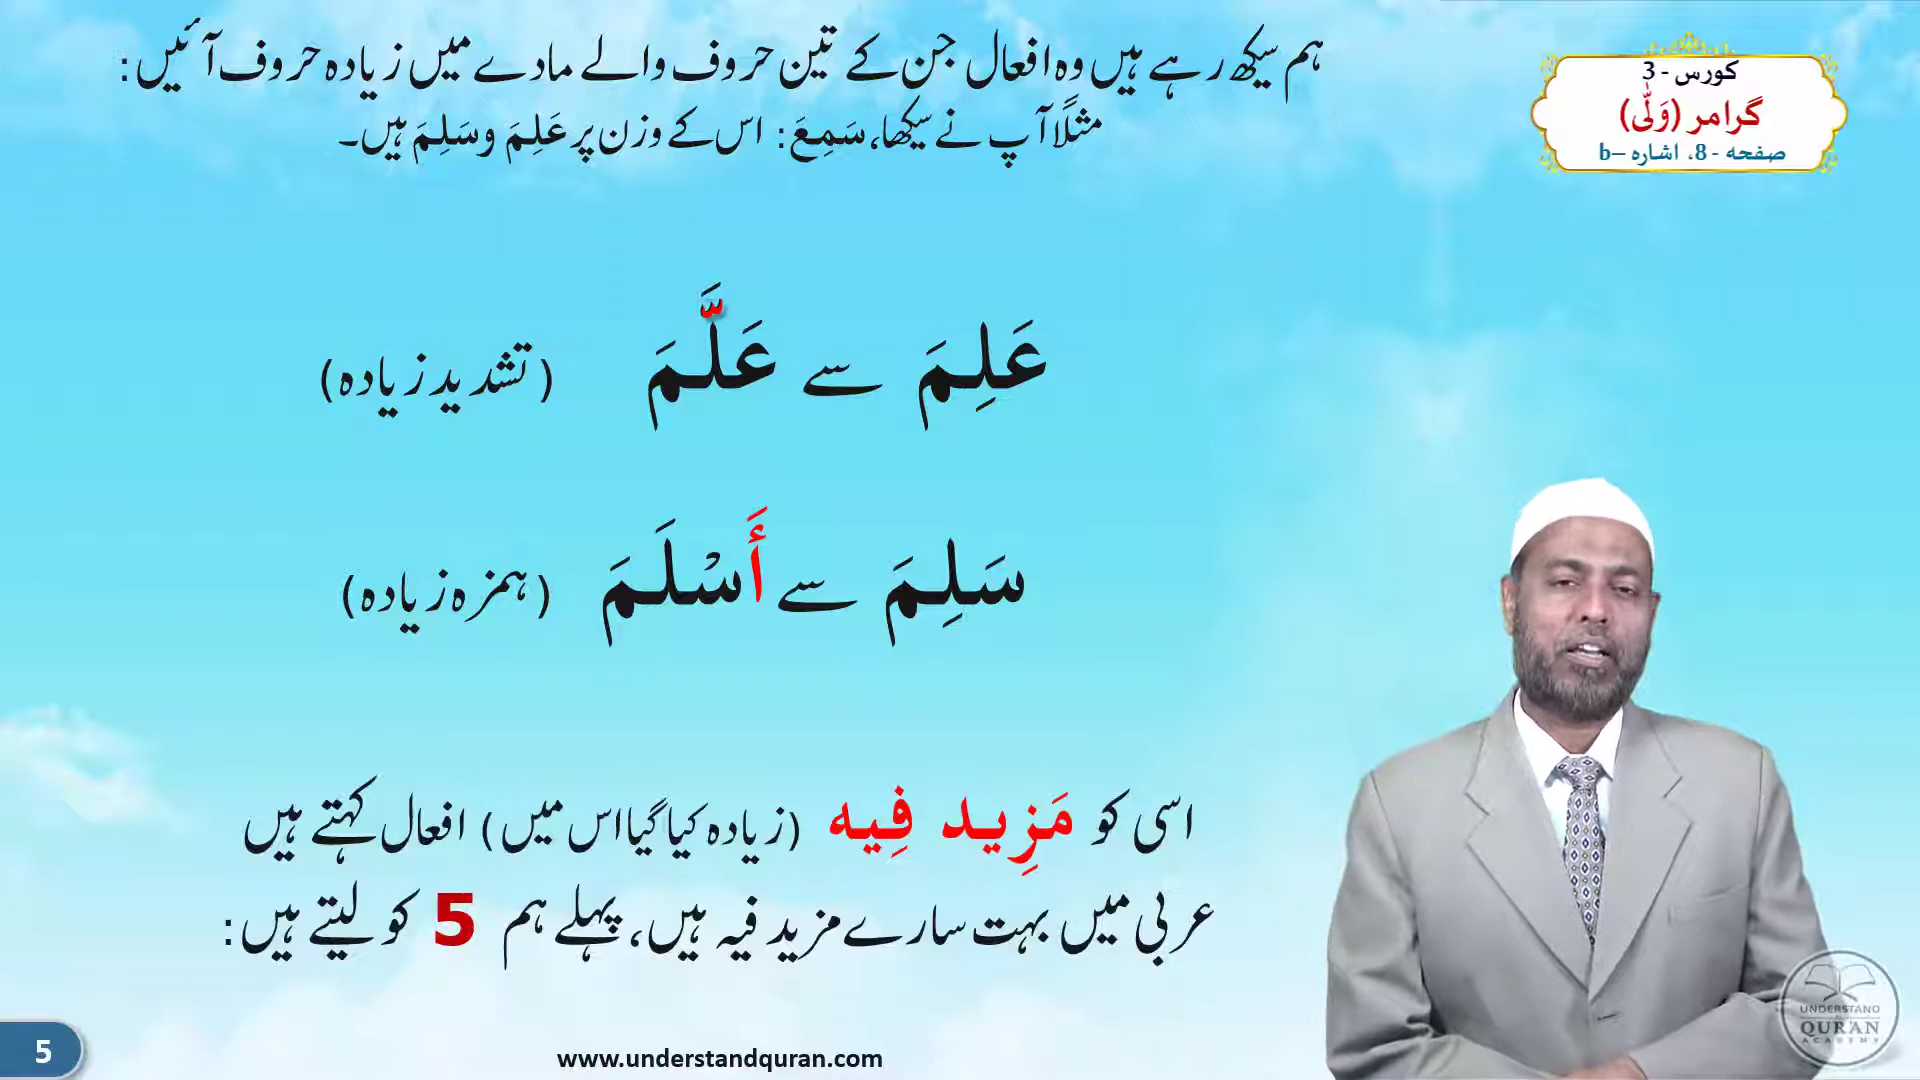 ہم سیکھ رہے ہیں وہ افعال جن کے تین حروف والے مادے میں زیادہ حروف آئیں:
مثلًا آپ نے سیکھا، سَمِعَ: اس کے وزن پر عَلِمَ و سَلِمَ ہیں۔
کورس - 3
گرامر (وَلّٰی)
صفحہ - 8، اشارہ –b
عَلِمَ سے عَلَّمَ (تشدید زیادہ)
سَلِمَ سے أَسْلَمَ (ہمزہ زیادہ)
اسی کو مَزِید فِیه (زیادہ کیا گیا اس میں) افعال کہتے ہیں
عربی میں بہت سارے مزید فیہ ہیں، پہلے ہم 5 کو لیتے ہیں:
UNDERSTAND
QURAN
ACADEMY
5
www.understandquran.com